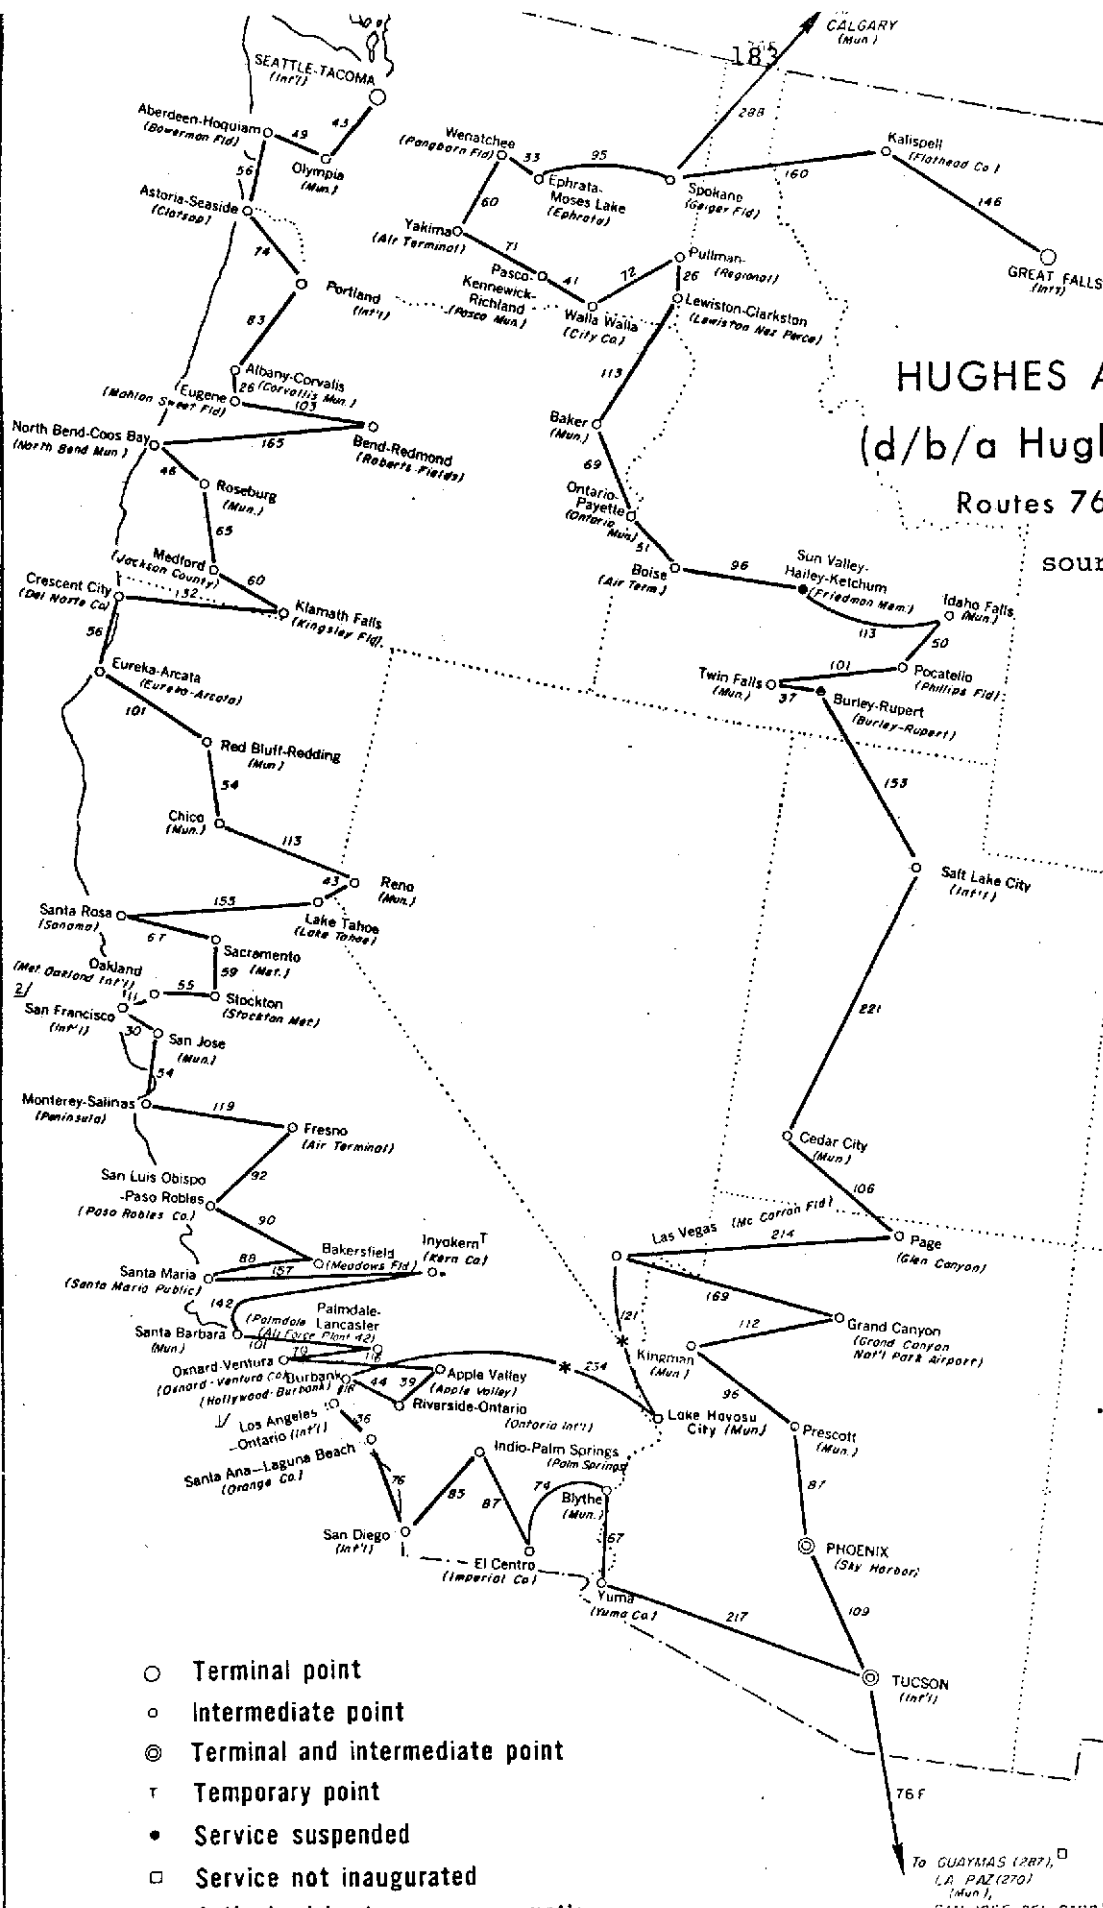 CALGARY
(Mun.)
183
SEATTLE-TACOMA
(Int'l)
288
Aberdeen-Hoquiam
(Bowerman Fld)
49
43
Olympia
(Mun.)
Wenatchee
(Pangborn Fld)
33
95
Ephrata-
Moses Lake
(Ephrata)
Spokane
(Geiger Fld)
160
Kalispell
(Flathead Co.)
146
GREAT FALLS
(Int'l)
56
Astoria-Seaside
(Clatsop)
74
60
Yakima
(Air Terminal)
71
Pasco-
Kennewick-
Richland
(Pasco Mun.)
41
72
Pullman-
(Regional)
26
Portland
(Int'l)
Walla Walla
(City Co.)
Lewiston-Clarkston
(Lewiston Nez Perce)
83
113
HUGHES A
Albany-Corvalis
(Corvallis Mun.)
26
Eugene
(Mahlon Sweet Fld)
103
Baker
(Mun.)
(d/b/a Hugh
North Bend-Coos Bay
(North Bend Mun.)
165
Bend-Redmond
(Roberts-Fields)
46
69
Roseburg
(Mun.)
Ontario-
Payette
(Ontario
Mun.)
Routes 76
65
51
Medford
(Jackson County)
60
Boise
(Air Term.)
96
Sun Valley-
Hailey-Ketchum
(Friedman Mem.)
sour
Crescent City
(Del Norte Co)
132
Klamath Falls
(Kingsley Fld)
Idaho Falls
(Mun.)
113
50
56
Eureka-Arcata
(Eureka-Arcata)
Twin Falls
(Mun.)
101
Pocatello
(Phillips Fld)
37
Burley-Rupert
(Burley-Rupert)
101
Red Bluff-Redding
(Mun.)
54
153
Chico
(Mun.)
113
43
Reno
(Mun.)
Salt Lake City
(Int'l)
Santa Rosa
(Sonoma)
153
Lake Tahoe
(Lake Tahoe)
67
Sacramento
(Met.)
59
Oakland
(Met. Oakland Int'l)
11
55
Stockton
(Stockton Met)
2/
San Francisco
(Int'l)
30
San Jose
(Mun.)
221
54
Monterey-Salinas
(Peninsula)
119
Fresno
(Air Terminal)
Cedar City
(Mun.)
92
San Luis Obispo
-Paso Robles
(Paso Robles Co.)
106
90
Las Vegas
(Mc Carran Fld)
214
Page
(Glen Canyon)
Inyokern T
(Kern Co.)
Bakersfield
(Meadows Fld)
88
157
Santa Maria
(Santa Maria Public)
169
142
Palmdale-
Lancaster
(Palmdale
(Air Force Plant 42)
121
112
Grand Canyon
(Grand Canyon
Nat'l Park Airport)
Santa Barbara
(Mun.)
101
70
116
Kingman
(Mun.)
Oxnard-Ventura
(Oxnard-Ventura Co)
Burbank
(Hollywood-Burbank)
44
39
Apple Valley
(Apple Valley)
*
*
234
96
Riverside-Ontario
(Ontario Int'l)
Lake Havasu
City (Mun)
Prescott
(Mun.)
1/
Los Angeles
-Ontario (Int'l)
36
Santa Ana-Laguna Beach
(Orange Co.)
Indio-Palm Springs
(Palm Springs)
76
85
87
74
Blythe
(Mun.)
87
67
San Diego
(Int'l)
El Centro
(Imperial Co)
PHOENIX
(Sky Harbor)
Yuma
(Yuma Co.)
217
109
TUCSON
(Int'l)
Terminal point
Intermediate point
Terminal and intermediate point
T Temporary point
Service suspended
Service not inaugurated
76F
To GUAYMAS (287),
LA PAZ (270)
(Mun),